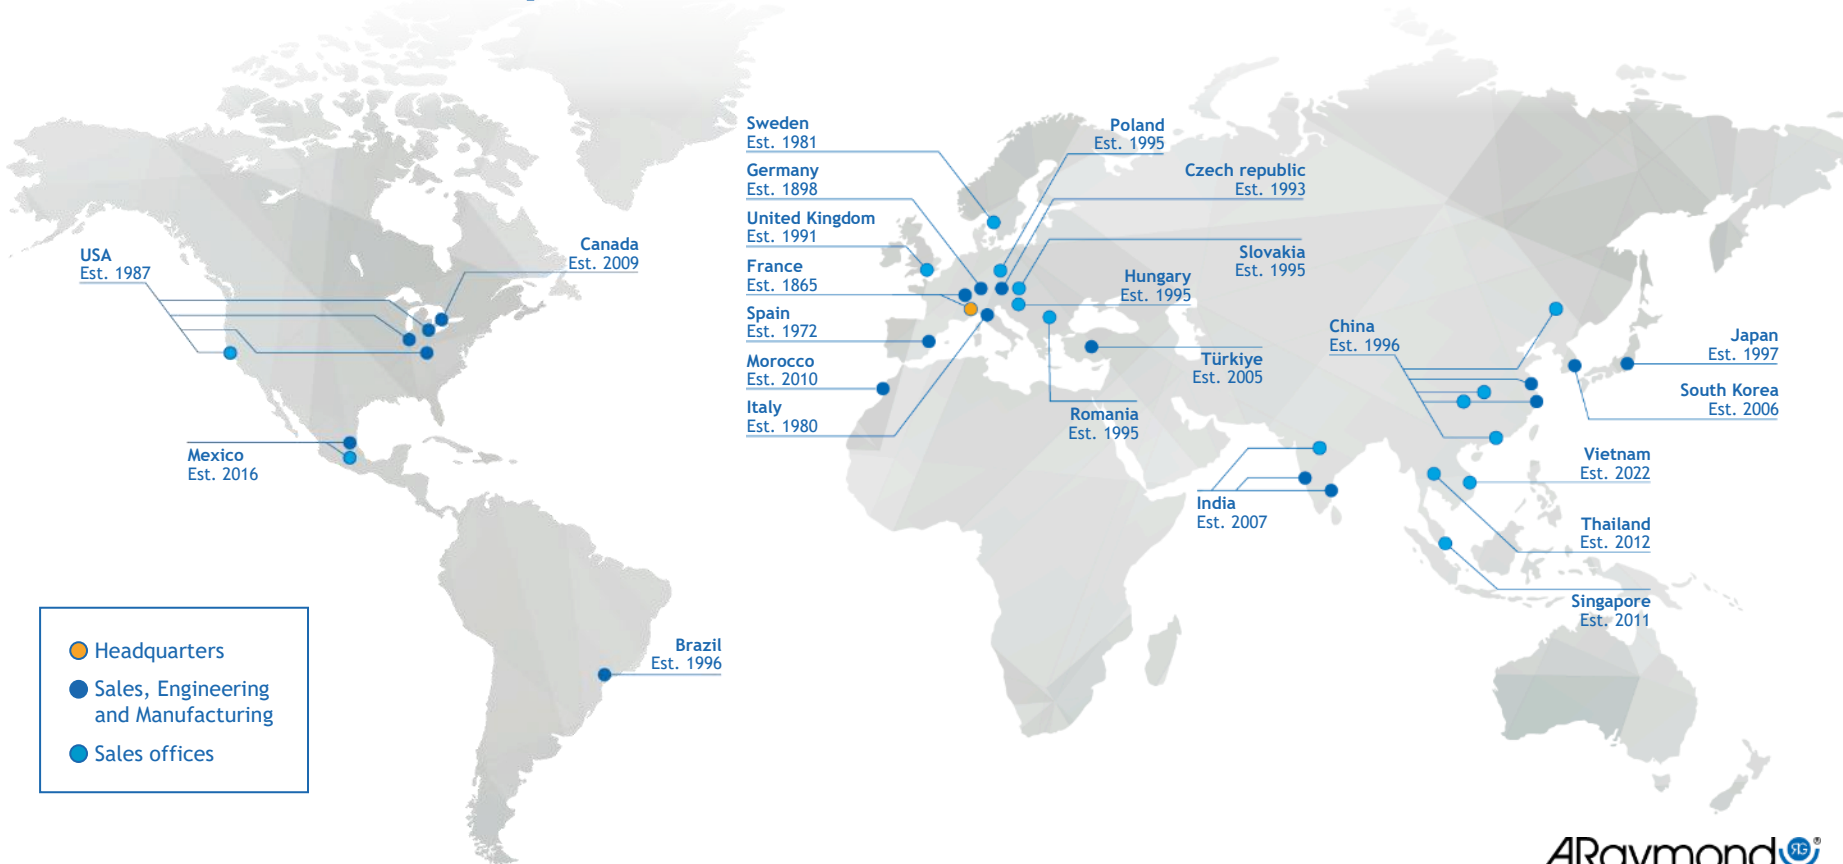 USA
Est. 1987
Canada
Est. 2009
Mexico
Est. 2016
Brazil
Est. 1996
Sweden
Est. 1981
Germany
Est. 1898
United Kingdom
Est. 1991
France
Est. 1865
Spain
Est. 1972
Morocco
Est. 2010
Italy
Est. 1980
Poland
Est. 1995
Czech republic
Est. 1993
Slovakia
Est. 1995
Hungary
Est. 1995
Türkiye
Est. 2005
Romania
Est. 1995
India
Est. 2007
China
Est. 1996
Japan
Est. 1997
South Korea
Est. 2006
Vietnam
Est. 2022
Thailand
Est. 2012
Singapore
Est. 2011
Headquarters
Sales, Engineering
and Manufacturing
Sales offices
ARaymond RG ®